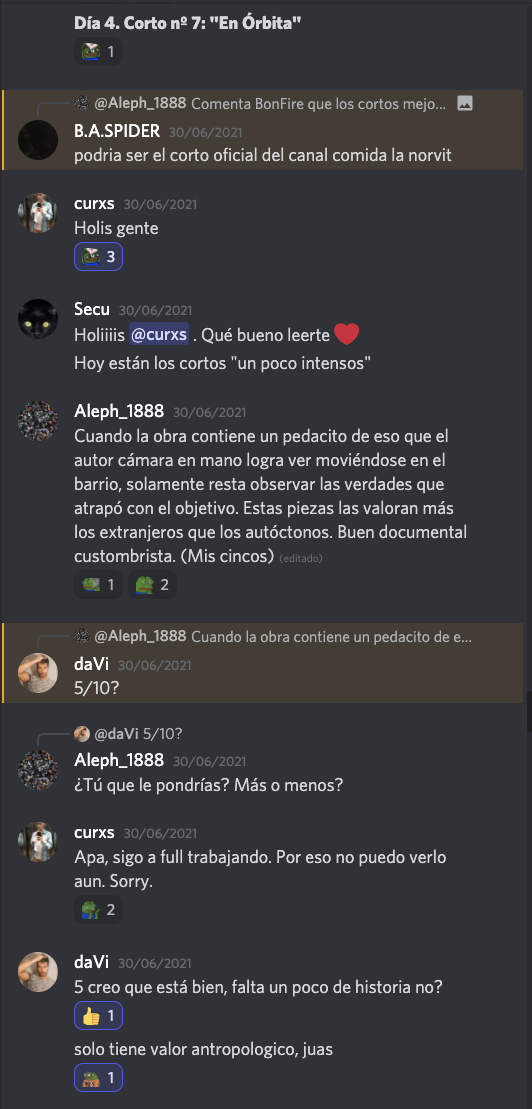 Día 4. Corto nº 7: "En Órbita"
1
@Aleph_1888 Comenta BonFire que los cortos mejo...
B.A.SPIDER 30/06/2021
podria ser el corto oficial del canal comida la norvit
curxs 30/06/2021
Holis gente
3
Secu 30/06/2021
Holiiiis @curxs . Qué bueno leerte
Hoy están los cortos "un poco intensos"
Aleph_1888 30/06/2021
Cuando la obra contiene un pedacito de eso que el
autor cámara en mano logra ver moviéndose en el
barrio, solamente resta observar las verdades que
atrapó con el objetivo. Estas piezas las valoran más
los extranjeros que los autóctonos. Buen documental
custombrista. (Mis cincos) (editado)
1 2
@Aleph_1888 Cuando la obra contiene un pedacito de e...
daVi 30/06/2021
5/10?
@daVi 5/10?
Aleph_1888 30/06/2021
¿Tú que le pondrías? Más o menos?
curxs 30/06/2021
Apa, sigo a full trabajando. Por eso no puedo verlo
aun. Sorry.
2
daVi 30/06/2021
5 creo que está bien, falta un poco de historia no?
1
solo tiene valor antropologico, juas
1